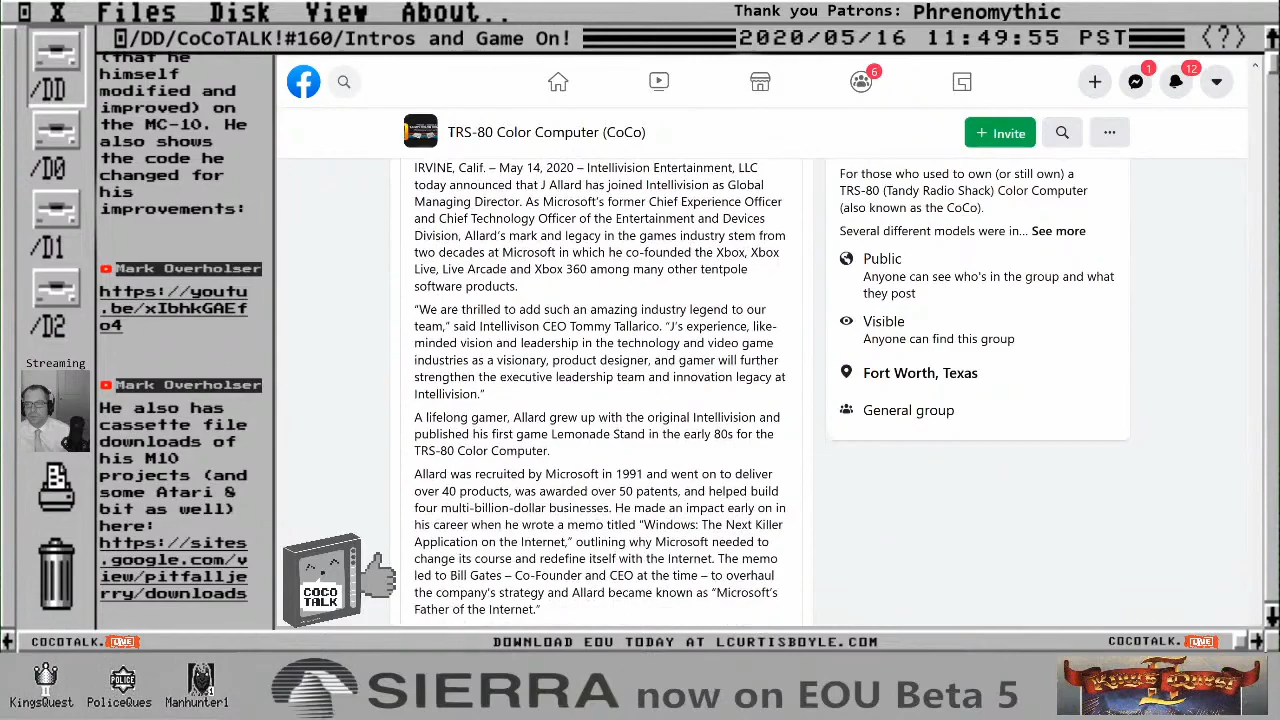 X Files Disk View About..
Thank you Patrons: Phrenomythic
/DD/CoCoTALK!#160/Intros and Game On!
2020/05/16 11:49:55 PST
(?)
/DD
/D0
/D1
/D2
Streaming
(that he
himself
modified and
improved) on
the MC-10. He
also shows
the code he
changed for
his
improvements:
Mark Overholser
https://youtu
.be/xIbhkGAEf
o4
Mark Overholser
He also has
cassette file
downloads of
his M10
projects (and
some Atari 8
bit as well)
here:
https://sites
.google.com/v
iew/pitfallje
rry/downloads
6
1
12
TRS-80 Color Computer (CoCo)
+ Invite
IRVINE, Calif. – May 14, 2020 – Intellivision Entertainment, LLC
today announced that J Allard has joined Intellivision as Global
Managing Director. As Microsoft's former Chief Experience Officer
and Chief Technology Officer of the Entertainment and Devices
Division, Allard's mark and legacy in the games industry stem from
two decades at Microsoft in which he co-founded the Xbox, Xbox
Live, Live Arcade and Xbox 360 among many other tentpole
software products.
“We are thrilled to add such an amazing industry legend to our
team,” said Intellivison CEO Tommy Tallarico. “J's experience, like-
minded vision and leadership in the technology and video game
industries as a visionary, product designer, and gamer will further
strengthen the executive leadership team and innovation legacy at
Intellivision.”
A lifelong gamer, Allard grew up with the original Intellivision and
published his first game Lemonade Stand in the early 80s for the
TRS-80 Color Computer.
Allard was recruited by Microsoft in 1991 and went on to deliver
over 40 products, was awarded over 50 patents, and helped build
four multi-billion-dollar businesses. He made an impact early on in
his career when he wrote a memo titled “Windows: The Next Killer
Application on the Internet,” outlining why Microsoft needed to
change its course and redefine itself with the Internet. The memo
led to Bill Gates – Co-Founder and CEO at the time – to overhaul
the company's strategy and Allard became known as “Microsoft's
Father of the Internet.”
For those who used to own (or still own) a
TRS-80 (Tandy Radio Shack) Color Computer
(also known as the CoCo).
Several different models were in... See more
Public
Anyone can see who's in the group and what
they post
Visible
Anyone can find this group
Fort Worth, Texas
General group
COCO
TALK
COCOTALK.LIVE
DOWNLOAD EOU TODAY AT LCURTISBOYLE.COM
COCOTALK.LIVE
KingsQuest
PoliceQues
Manhunter1
SIERRA now on EOU Beta 5
King's Quest